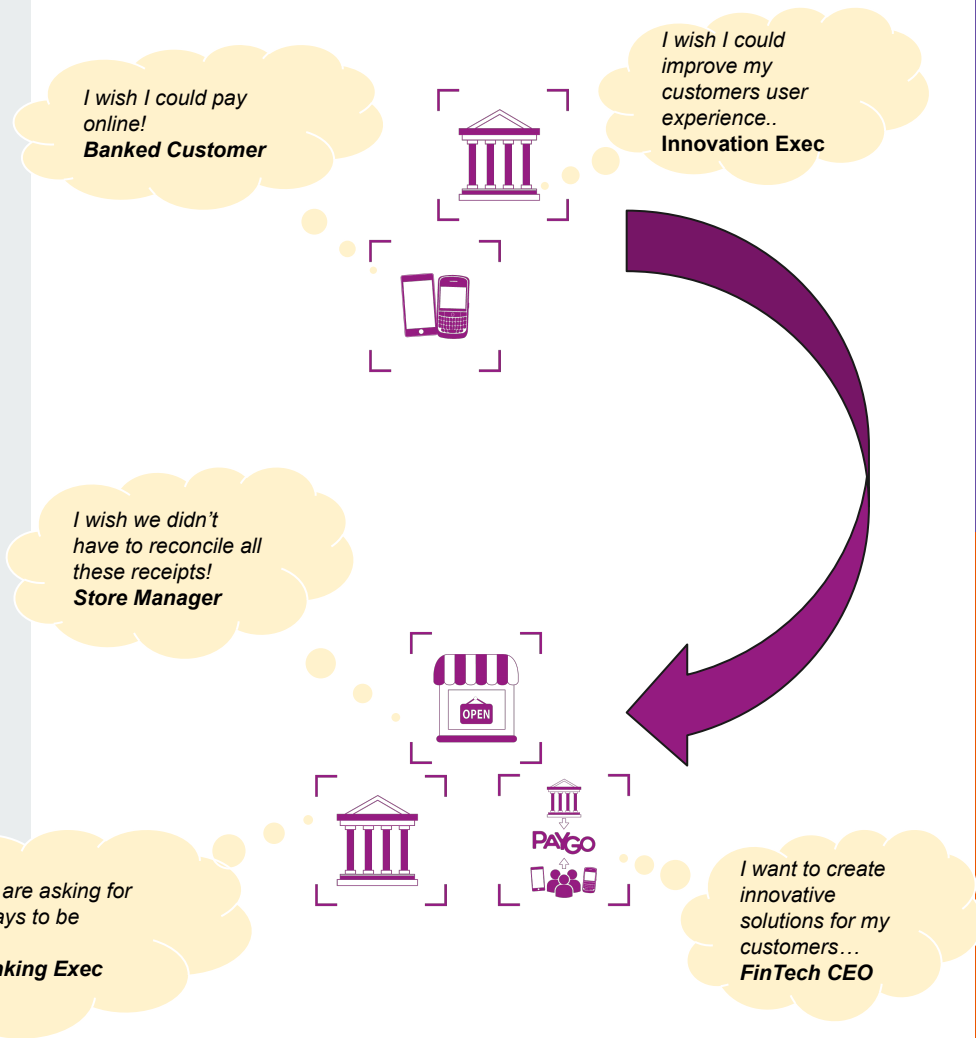 I wish I could
improve my
customers user
experience..
Innovation Exec
I wish I could pay
online!
Banked Customer
I wish we didn’t
have to reconcile all
these receipts!
Store Manager
OPEN
PAYGO
are asking for
to be
Exec
I want to create
innovative
solutions for my
customers…
FinTech CEO